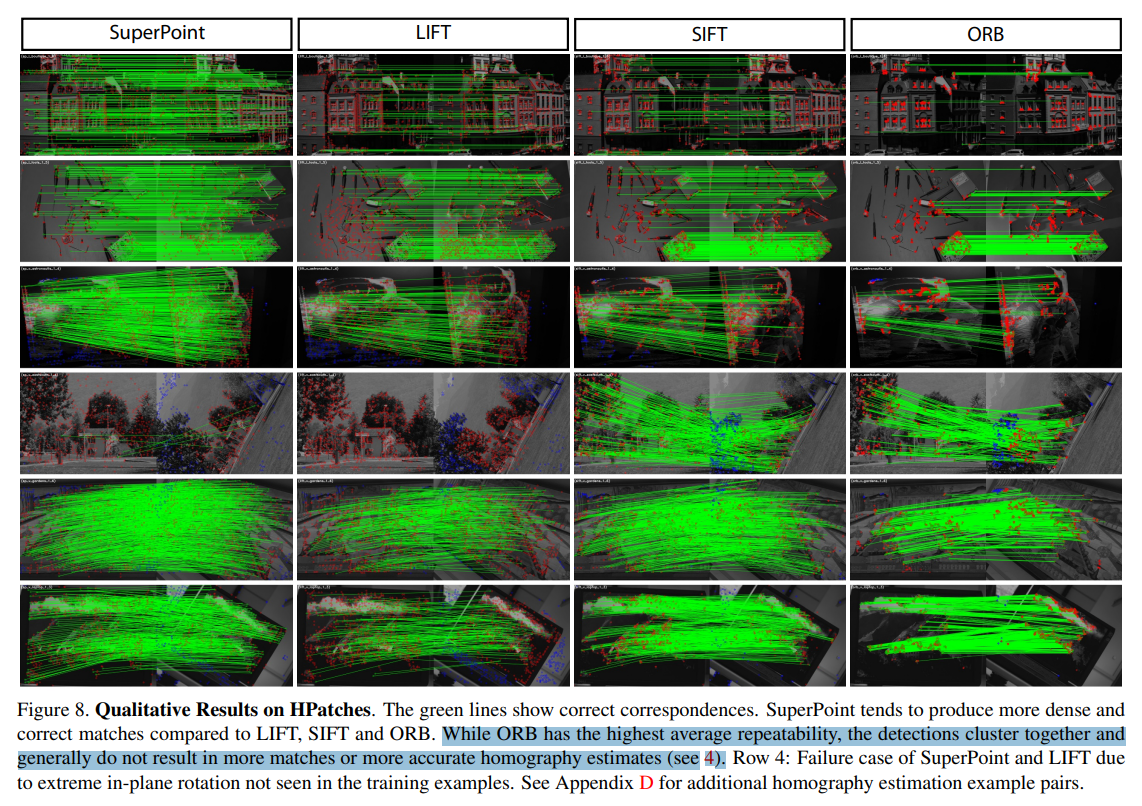 SuperPoint
LIFT
SIFT
ORB
Figure 8. Qualitative Results on HPatches. The green lines show correct correspondences. SuperPoint tends to produce more dense and
correct matches compared to LIFT, SIFT and ORB. While ORB has the highest average repeatability, the detections cluster together and
generally do not result in more matches or more accurate homography estimates (see 4). Row 4: Failure case of SuperPoint and LIFT due
to extreme in-plane rotation not seen in the training examples. See Appendix D for additional homography estimation example pairs.